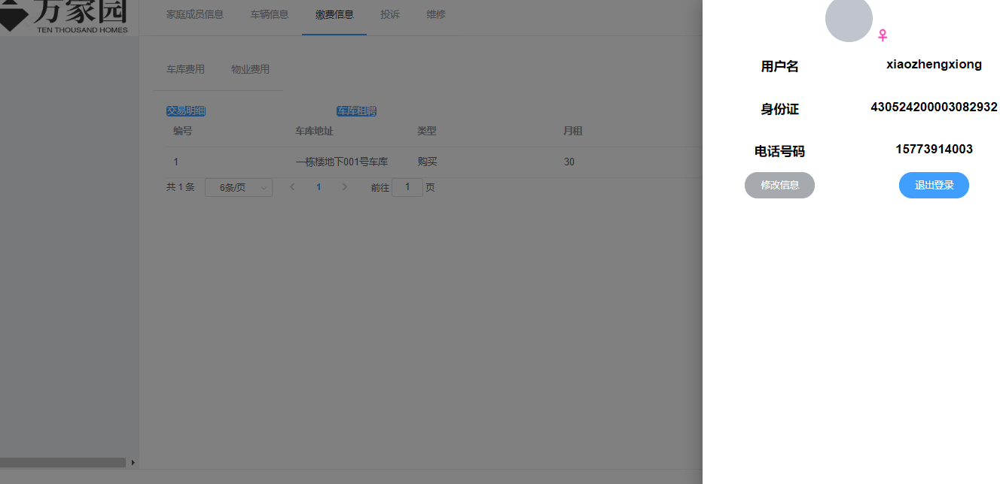 万家园
TEN THOUSAND HOMES
家庭成员信息 车辆信息 缴费信息 投诉 维修
车库费用 物业费用
交易明细 车库租聘
编号 车库地址 类型 月租
1 一栋楼地下001号车库 购买 30
共 1 条 6条/页 1 前往 1 页
用户名 xiaozhengxiong
身份证 430524200003082932
电话号码 15773914003
修改信息 退出登录